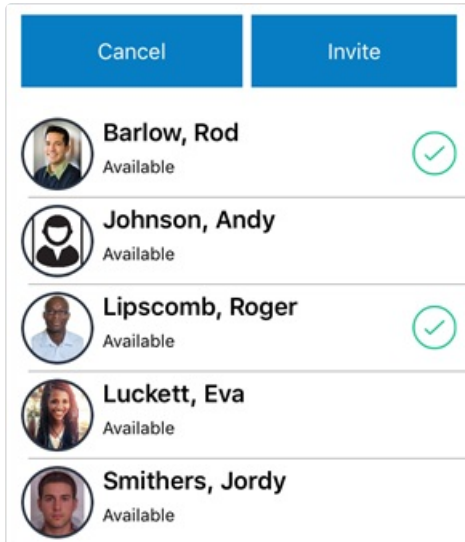 Cancel
Invite
Barlow, Rod
Available
Johnson, Andy
Available
Lipscomb, Roger
Available
Luckett, Eva
Available
Smithers, Jordy
Available